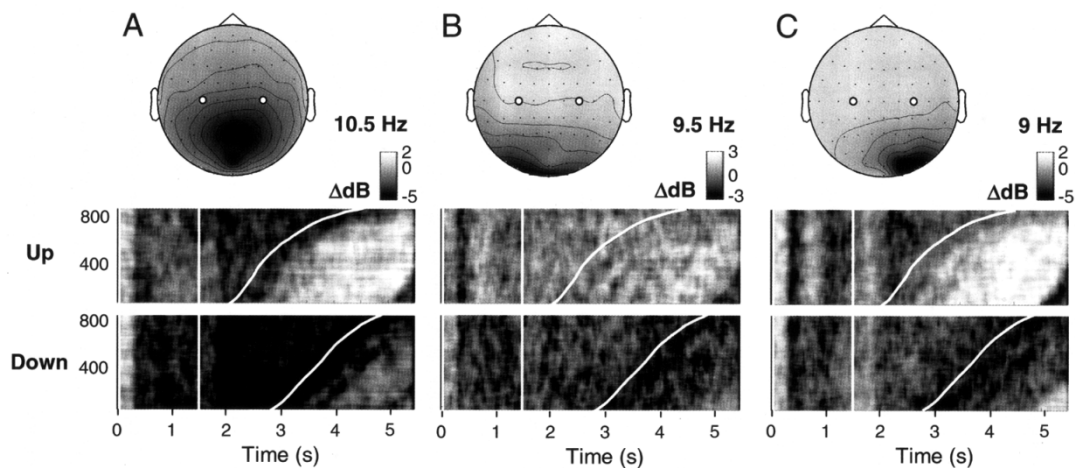 A
B
C
10.5 Hz
9.5 Hz
9 Hz
2
0
-5
ΔdB
3
0
-3
ΔdB
2
0
-5
ΔdB
Up
800
400
Down
800
400
0 1 2 3 4 5
0 1 2 3 4 5
0 1 2 3 4 5
Time (s)
Time (s)
Time (s)